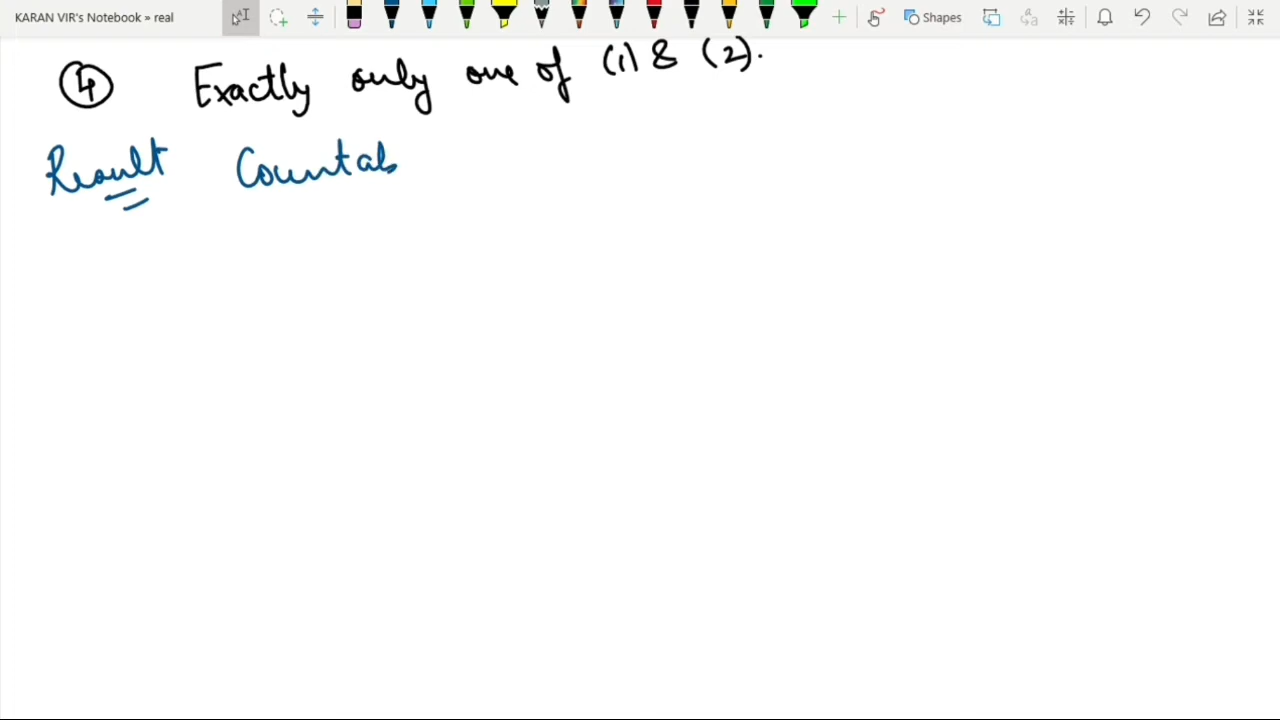 KARAN VIR's Notebook » real
Shapes
④ Exactly only one of (1) & (2).
Result Countab